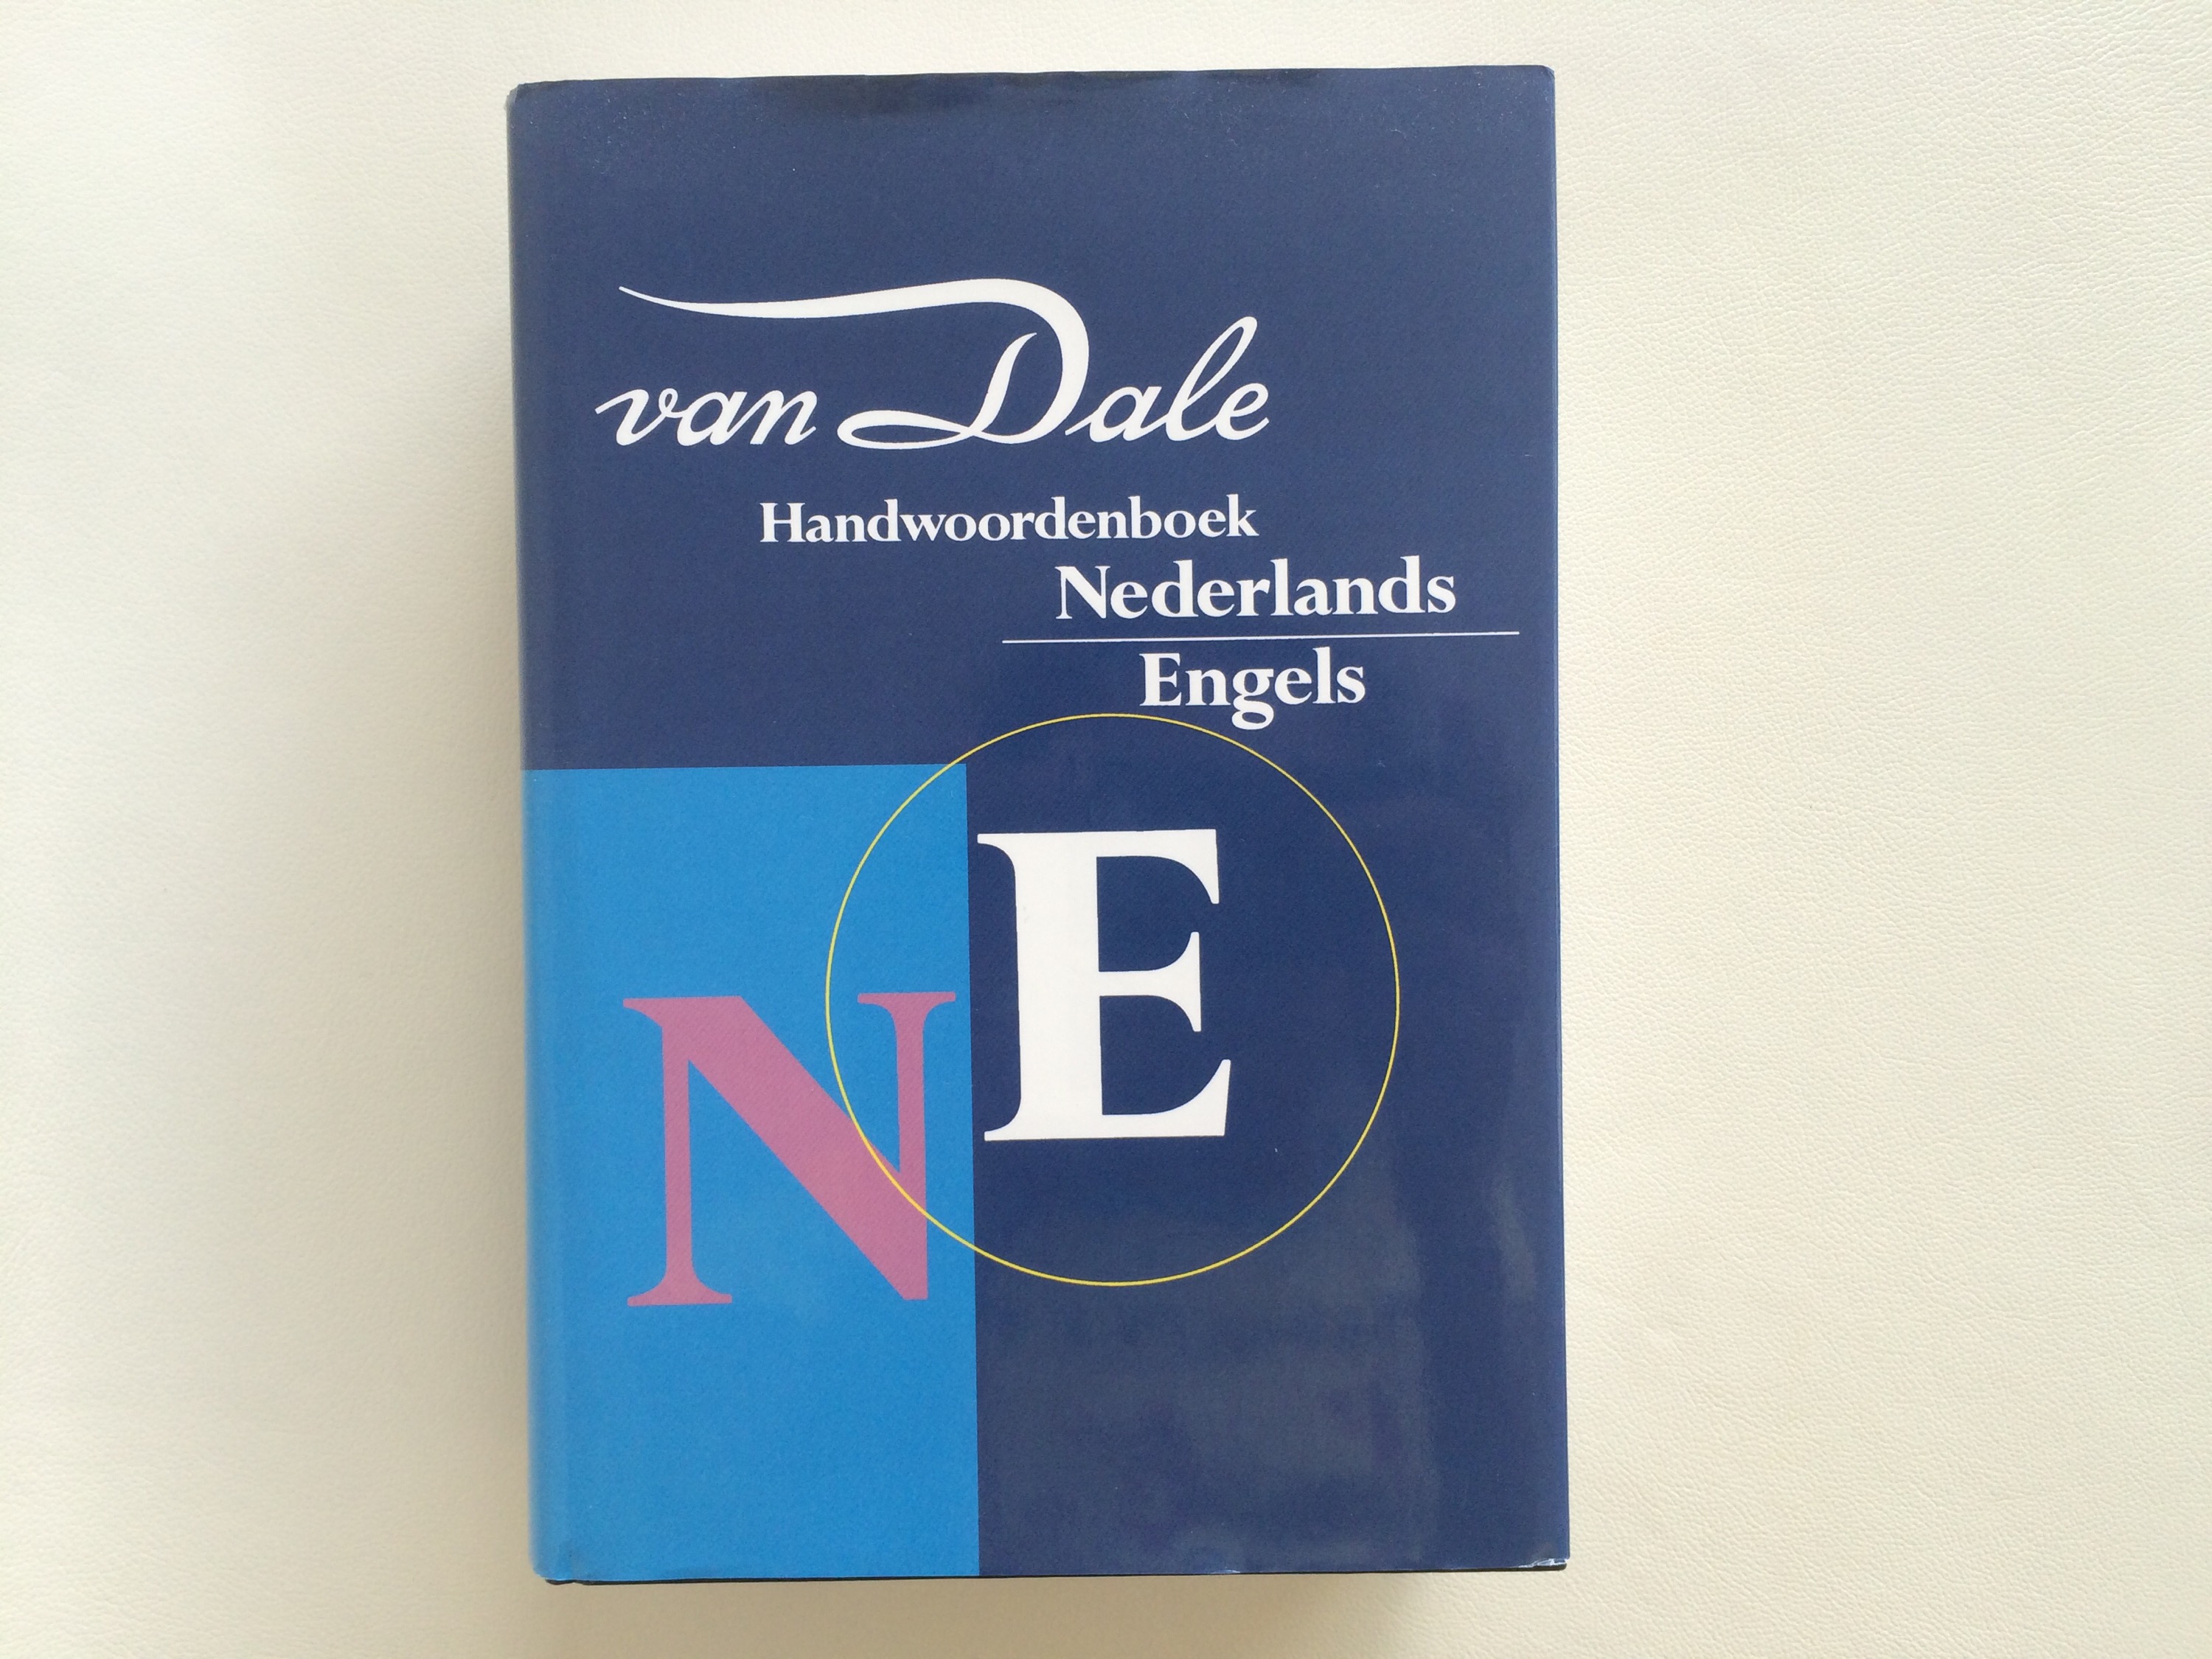 van Dale
Handwoordenboek
Nederlands
Engels
N E